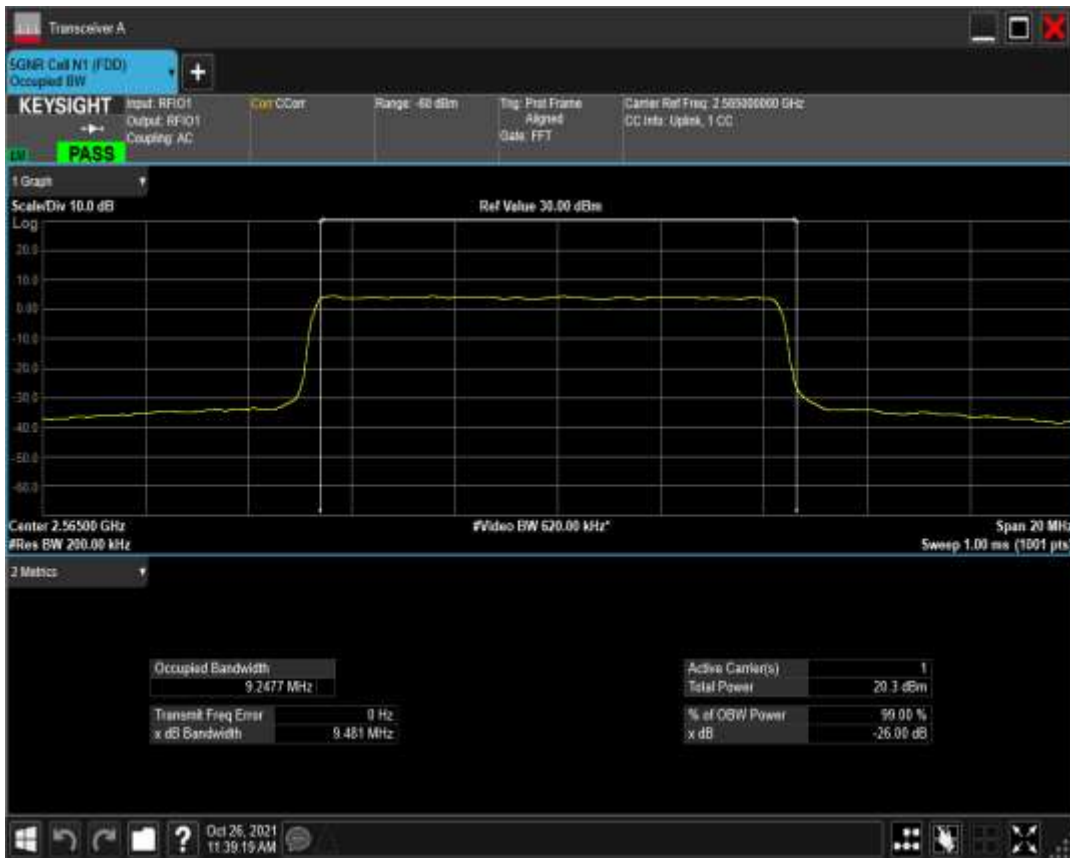 Transceiver A
5GNR Cell N1 (FDD)
Occupied BW
+
KEYSIGHT
Input: RFIO1
Output: RFIO1
Coupling: AC
Corr CCorr
Range: -60 dBm
Trig: Prot Frame
Aligned
Gate: FFT
Carrier Ref Freq: 2.565000000 GHz
CC Info: Uplink, 1 CC
PASS
1 Graph
Scale/Div 10.0 dB
Ref Value 30.00 dBm
Log
20.0
10.0
0.00
-10.0
-20.0
-30.0
-40.0
-50.0
-60.0
Center 2.56500 GHz
#Video BW 620.00 kHz*
Span 20 MHz
#Res BW 200.00 kHz
Sweep 1.00 ms (1001 pts)
2 Metrics
Occupied Bandwidth
9.2477 MHz
Transmit Freq Error 0 Hz
x dB Bandwidth 9.481 MHz
Active Carrier(s) 1
Total Power 20.3 dBm
% of OBW Power 99.00 %
x dB -26.00 dB
?
Oct 26, 2021
11:39:19 AM